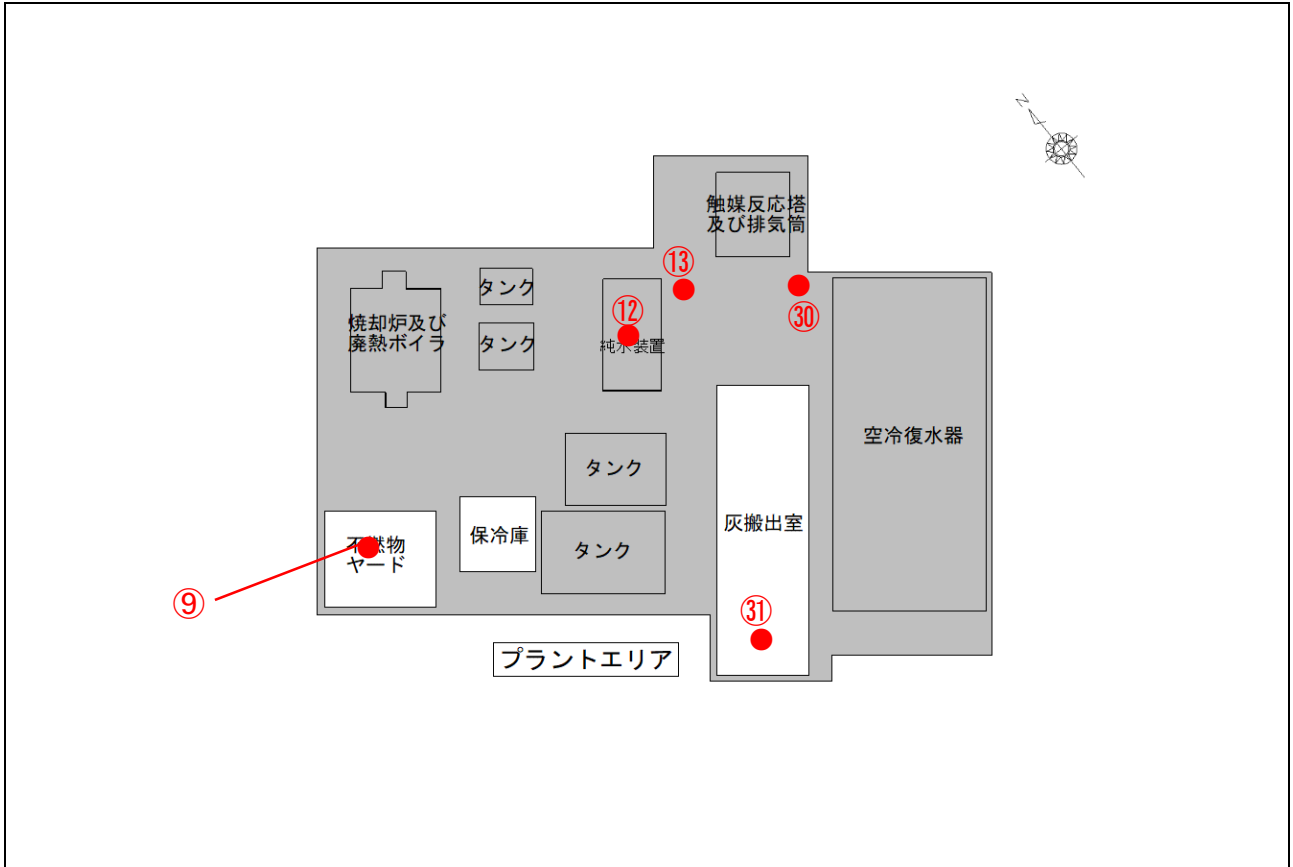 N
触媒反応塔
及び排気筒
⑬
⑫
㉚
タンク
焼却炉及び
廃熱ボイラ
タンク
純水装置
空冷復水器
タンク
灰搬出室
保冷庫
タンク
不燃物
ヤード
⑨
㉛
プラントエリア